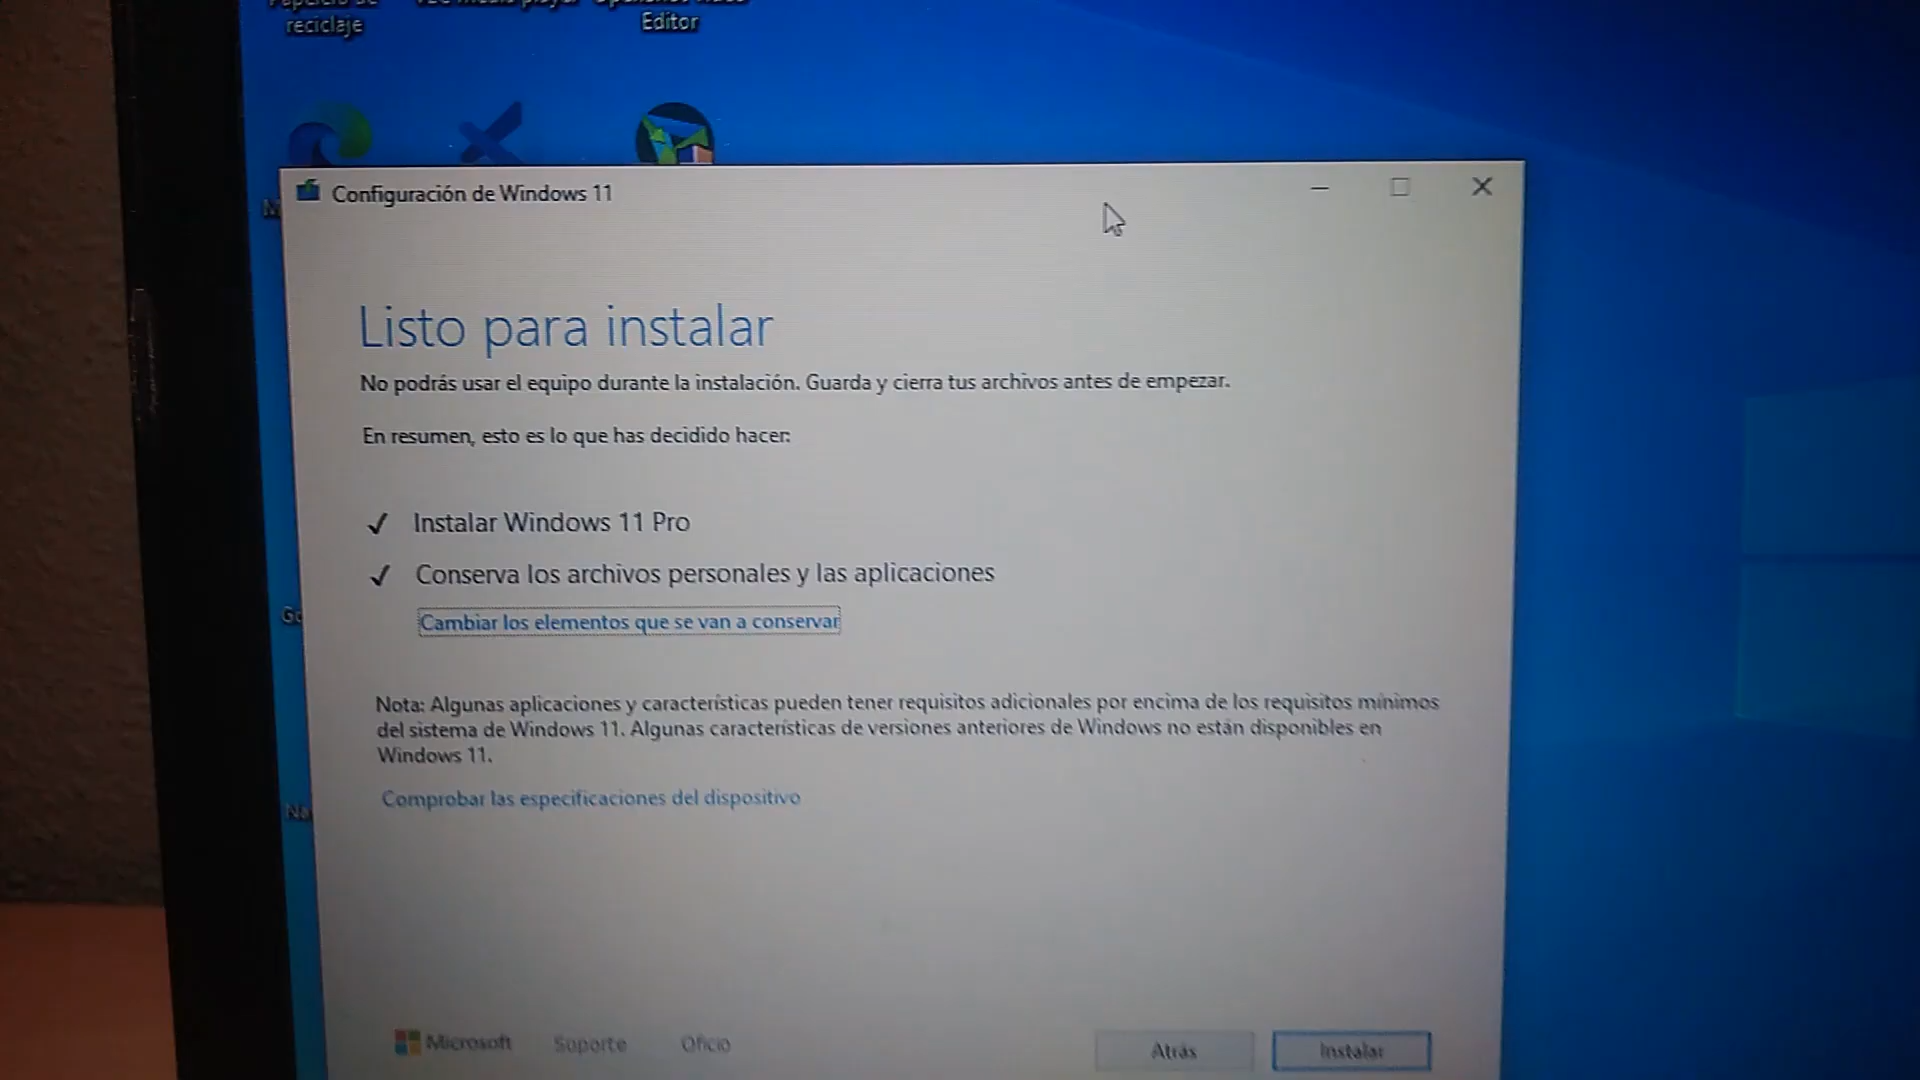 reciclaje
Editor
Configuración de Windows 11
Listo para instalar
No podrás usar el equipo durante la instalación. Guarda y cierra tus archivos antes de empezar.
En resumen, esto es lo que has decidido hacer:
✓ Instalar Windows 11 Pro
✓ Conserva los archivos personales y las aplicaciones
Cambiar los elementos que se van a conservar
Nota: Algunas aplicaciones y características pueden tener requisitos adicionales por encima de los requisitos mínimos
del sistema de Windows 11. Algunas características de versiones anteriores de Windows no están disponibles en
Windows 11.
Comprobar las especificaciones del dispositivo
Microsoft Soporte Oficio Atrás Instalar